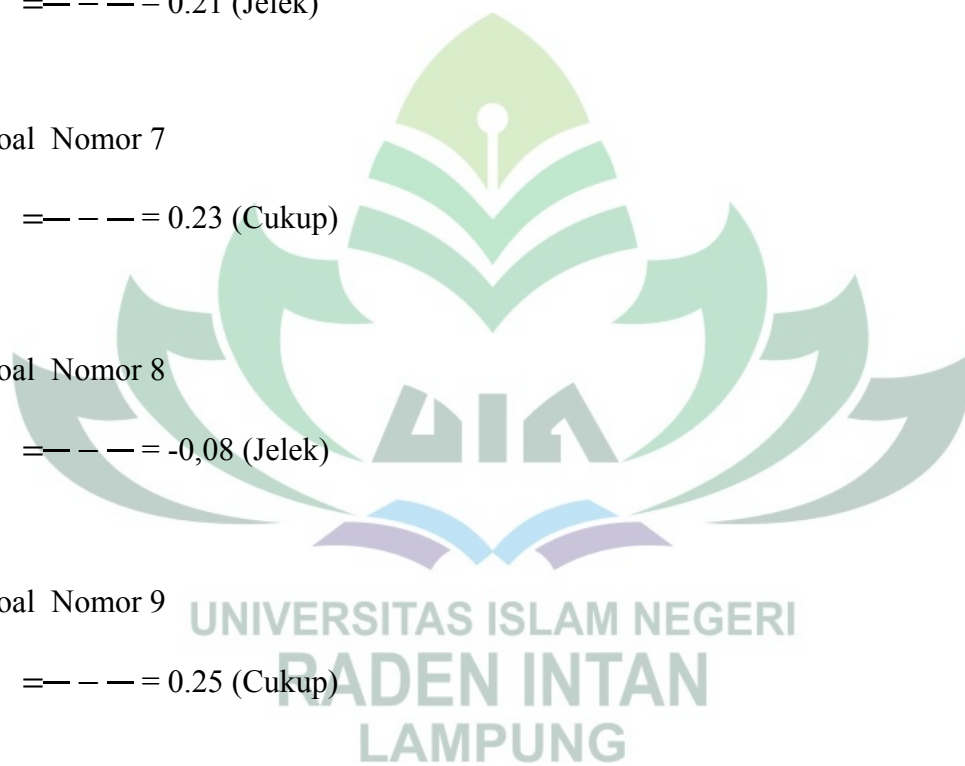 =— – — = 0.21 (Jelek)
oal Nomor 7
=— – — = 0.23 (Cukup)
oal Nomor 8
=— – — = -0,08 (Jelek)
UIN
oal Nomor 9
UNIVERSITAS ISLAM NEGERI
=— – — = 0.25 (Cukup)
RADEN INTAN
LAMPUNG